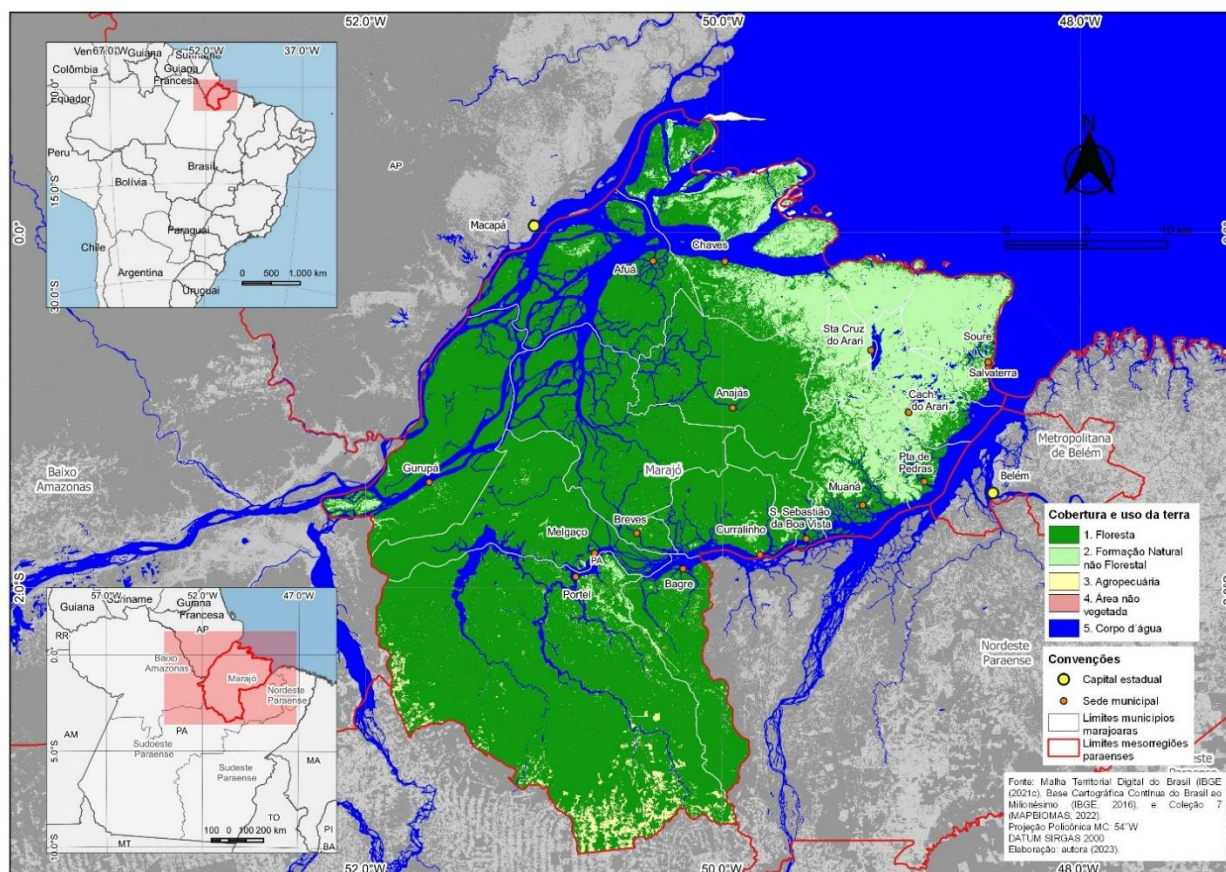 52.0°W
50.0°W
48.0°W
67.0°W
52.0°W
37.0°W
Ven
Guiana
Suriname
Colômbia
Guiana
Francesa
Equador
Peru
Brasil
Bolívia
Paraguai
Chile
Argentina
Uruguai
15.0°S
30.0°S
0 500 1.000 km
0.0°
AP
N
Macapá
Chaves
Afuá
Sta Cruz
do Arari
Soure
Salvaterra
Anajás
Cach.
do Arari
Metropolitana
de Belém
Baixo
Amazonas
Gurupá
Marajó
Pta de
Pedras
Belém
Muaná
S. Sebastião
da Boa Vista
Breves
Curralinho
Melgaço
PA
Bagre
Portel
2.0°S
Nordeste
Paraense
Cobertura e uso da terra
1. Floresta
2. Formação Natural
não Florestal
3. Agropecuária
4. Área não
vegetada
5. Corpo d´água
Convenções
Capital estadual
Sede municipal
Limites municípios
marajoaras
Limites mesorregiões
paraenses
Fonte: Malha Territorial Digital do Brasil (IBGE
(2021c), Base Cartográfica Contínua do Brasil ao
Milionésimo (IBGE, 2016), e Coleção 7
(MAPBIOMAS, 2022).
Projeção Policônica MC: 54°W
DATUM SIRGAS 2000
Elaboração: autora (2023).
57.0°W
52.0°W
47.0°W
Guiana
Suriname
Guiana
Francesa
RR
AP
0.0°
Baixo
Amazonas
Marajó
Nordeste
Paraense
AM
PA
Sudoeste
Paraense
MA
5.0°S
Sudeste
Paraense
TO
PI
100 0 100 200 km
MT
BA
10.0°S
52.0°W
50.0°W
48.0°W